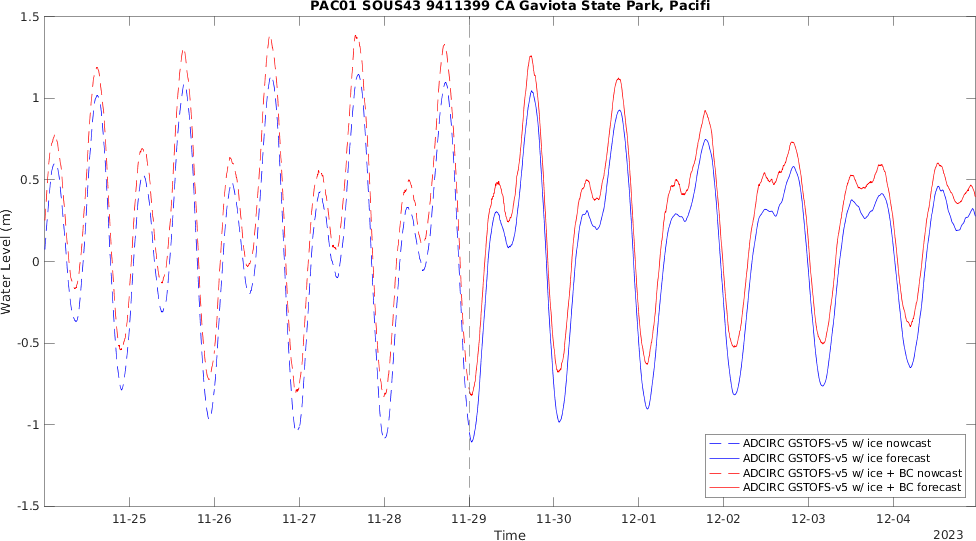 PAC01 SOUS43 9411399 CA Gaviota State Park, Pacifi
1.5
1
0.5
0
-0.5
-1
-1.5
Water Level (m)
ADCIRC GSTOFS-v5 w/ ice nowcast
ADCIRC GSTOFS-v5 w/ ice forecast
ADCIRC GSTOFS-v5 w/ ice + BC nowcast
ADCIRC GSTOFS-v5 w/ ice + BC forecast
11-25 11-26 11-27 11-28 11-29 11-30 12-01 12-02 12-03 12-04
Time
2023